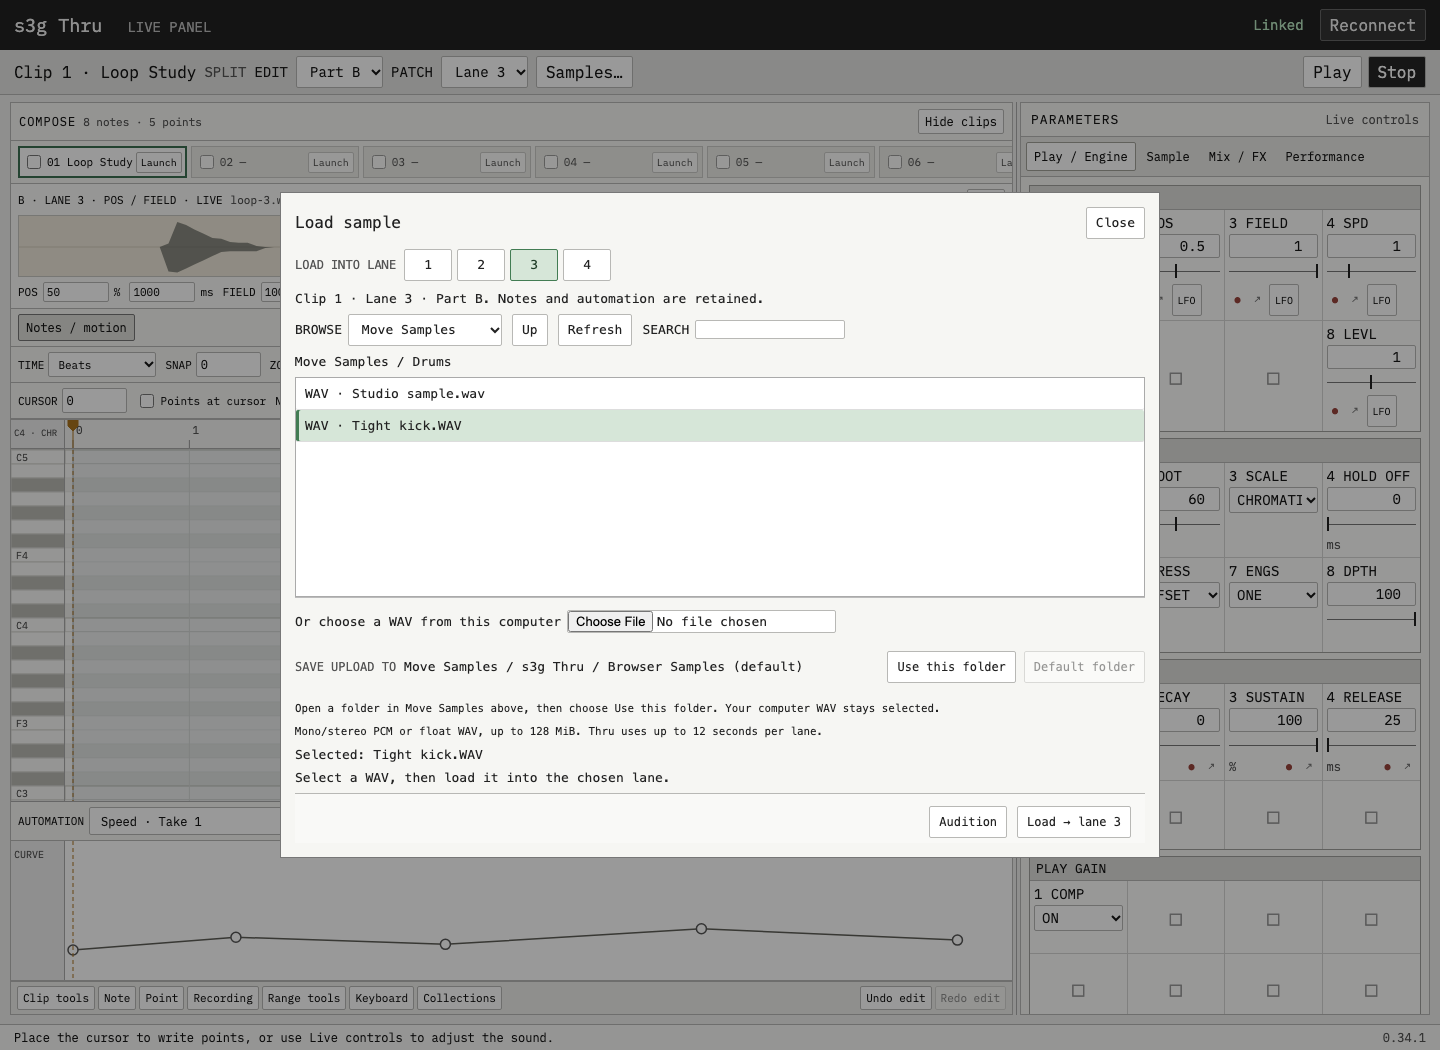 s3g Thru LIVE PANEL Linked Reconnect
Clip 1 · Loop Study SPLIT EDIT Part B PATCH Lane 3 Samples… Play Stop
COMPOSE 8 notes · 5 points Hide clips
01 Loop Study Launch 02 — Launch 03 — Launch 04 — Launch 05 — Launch 06 — La
B · LANE 3 · POS / FIELD · LIVE loop-3.w
POS 50 % 1000 ms FIELD 100
Notes / motion
TIME Beats SNAP 0 ZO
CURSOR 0 Points at cursor N
C4 · CHR 0 1
C5
F4
C4
F3
C3
AUTOMATION Speed · Take 1
CURVE
Clip tools Note Point Recording Range tools Keyboard Collections Undo edit Redo edit
Load sample Close
LOAD INTO LANE 1 2 3 4
Clip 1 · Lane 3 · Part B. Notes and automation are retained.
BROWSE Move Samples Up Refresh SEARCH
Move Samples / Drums
WAV · Studio sample.wav
WAV · Tight kick.WAV
Or choose a WAV from this computer Choose File No file chosen
SAVE UPLOAD TO Move Samples / s3g Thru / Browser Samples (default) Use this folder Default folder
Open a folder in Move Samples above, then choose Use this folder. Your computer WAV stays selected.
Mono/stereo PCM or float WAV, up to 128 MiB. Thru uses up to 12 seconds per lane.
Selected: Tight kick.WAV
Select a WAV, then load it into the chosen lane.
Audition Load → lane 3
PARAMETERS Live controls
Play / Engine Sample Mix / FX Performance
OS 3 FIELD 4 SPD
0.5 1 1
LFO LFO LFO
8 LEVL
1
LFO
OOT 3 SCALE 4 HOLD OFF
60 CHROMATI 0
ms
RESS 7 ENGS 8 DPTH
FSET ONE 100
ECAY 3 SUSTAIN 4 RELEASE
0 100 25
% ms
PLAY GAIN
1 COMP
ON
Place the cursor to write points, or use Live controls to adjust the sound. 0.34.1